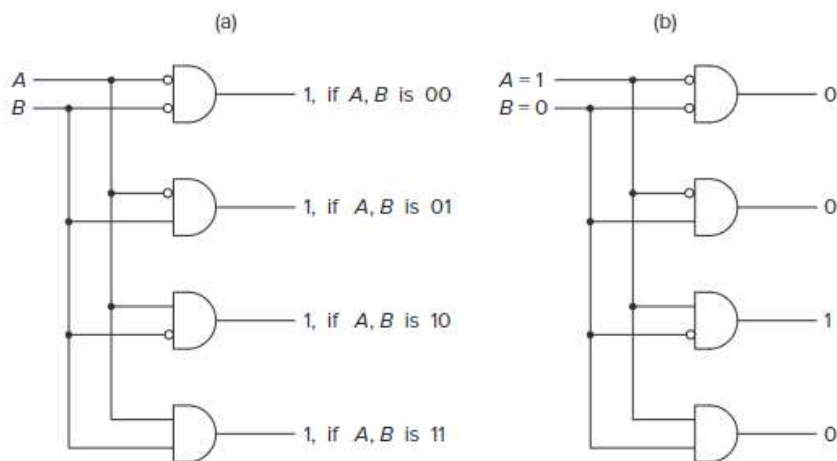 (a)
A
B
1, if A, B is 00
1, if A, B is 01
1, if A, B is 10
1, if A, B is 11
(b)
A = 1
B = 0
0
0
1
0